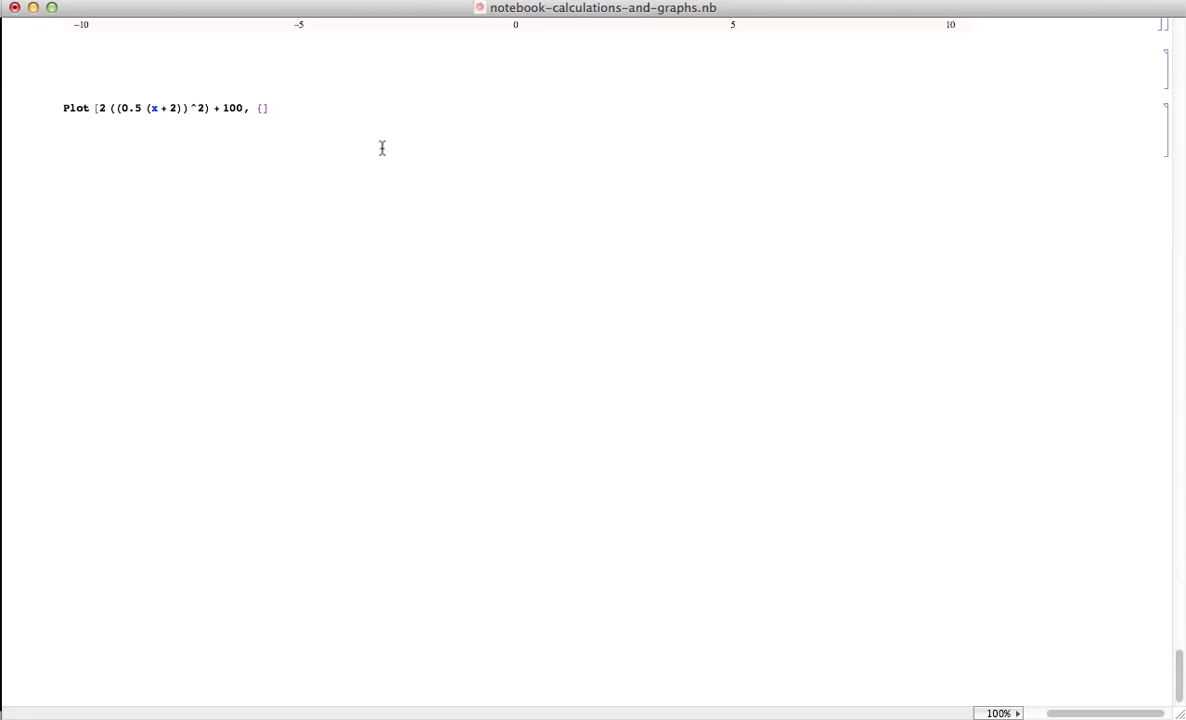 notebook-calculations-and-graphs.nb
-10 -5 0 5 10
Plot [2 ((0.5 (x + 2))^2) + 100, {]
100%